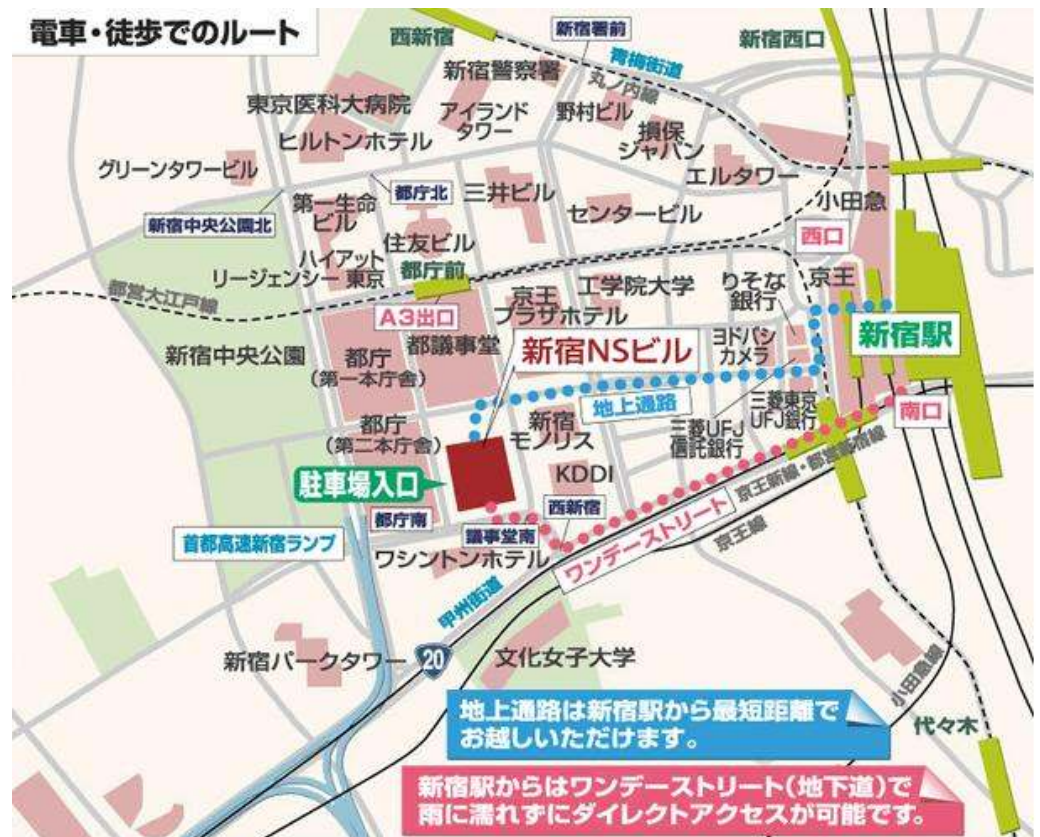 電車・徒歩でのルート
西新宿
新宿署前
新宿西口
青梅街道
新宿警察署
丸ノ内線
東京医科大病院
アイランド
タワー
野村ビル
ヒルトンホテル
損保
ジャパン
グリーンタワービル
エルタワー
都庁北
三井ビル
小田急
第一生命
ビル
新宿中央公園北
センタービル
住友ビル
西口
ハイアット
リージェンシー 東京
都庁前
工学院大学
りそな
銀行
京王
都営大江戸線
京王
プラザホテル
A3出口
新宿駅
新宿中央公園
都庁
(第一本庁舎)
都議事堂
新宿NSビル
ヨドバシ
カメラ
地上通路
三菱東京
UFJ銀行
南口
都庁
(第二本庁舎)
新宿
モノリス
三菱UFJ
信託銀行
京王新線・都営新宿線
KDDI
駐車場入口
西新宿
ワンデーストリート
京王線
都庁南
議事堂南
首都高速新宿ランプ
ワシントンホテル
甲州街道
新宿パークタワー
20
文化女子大学
小田急線
代々木
地上通路は新宿駅から最短距離で
お越しいただけます。
新宿駅からはワンデーストリート(地下道)で
雨に濡れずにダイレクトアクセスが可能です。